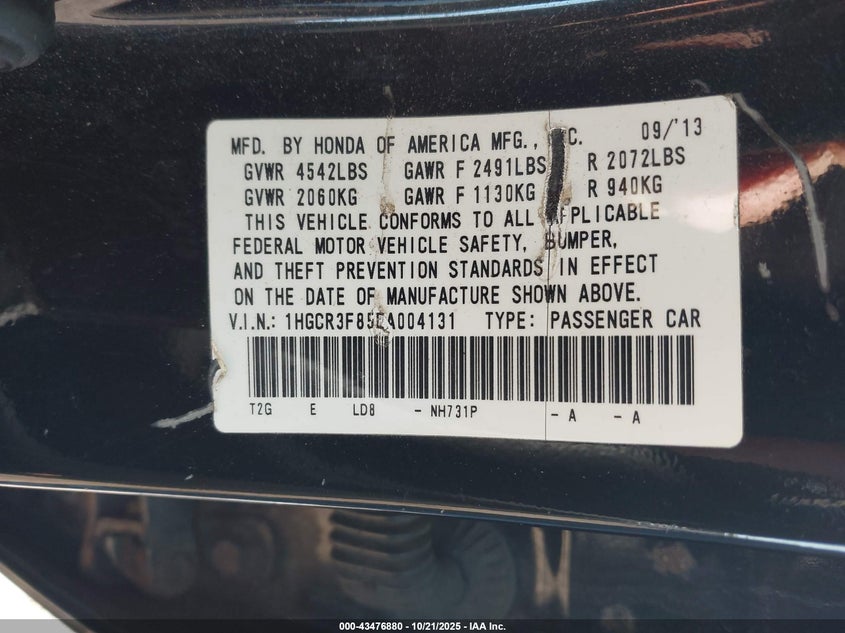 MFD. BY HONDA OF AMERICA MFG., 09/'13
GVWR 4542LBS GAWR F 2491LBS R 2072LBS
GVWR 2060KG GAWR F 1130KG R 940KG
THIS VEHICLE CONFORMS TO ALL APPLICABLE
FEDERAL MOTOR VEHICLE SAFETY, BUMPER,
AND THEFT PREVENTION STANDARDS IN EFFECT
ON THE DATE OF MANUFACTURE SHOWN ABOVE.
V.I.N.: TYPE: PASSENGER CAR
T2G E LD8 - NH731P - A - A
000-43476880 - 10/21/2025 - IAA Inc.